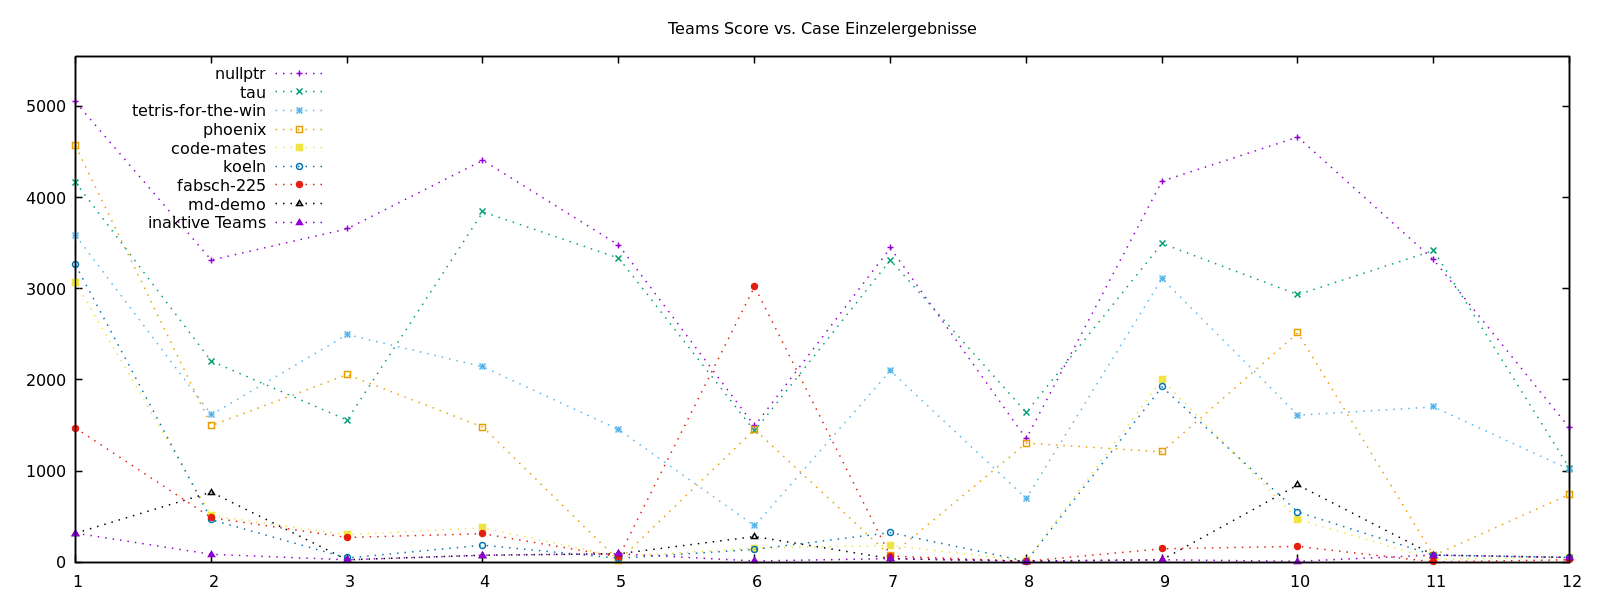 Teams Score vs. Case Einzelergebnisse
nullptr
tau
tetris-for-the-win
phoenix
code-mates
koeln
fabsch-225
md-demo
inaktive Teams
5000
4000
3000
2000
1000
0
1 2 3 4 5 6 7 8 9 10 11 12